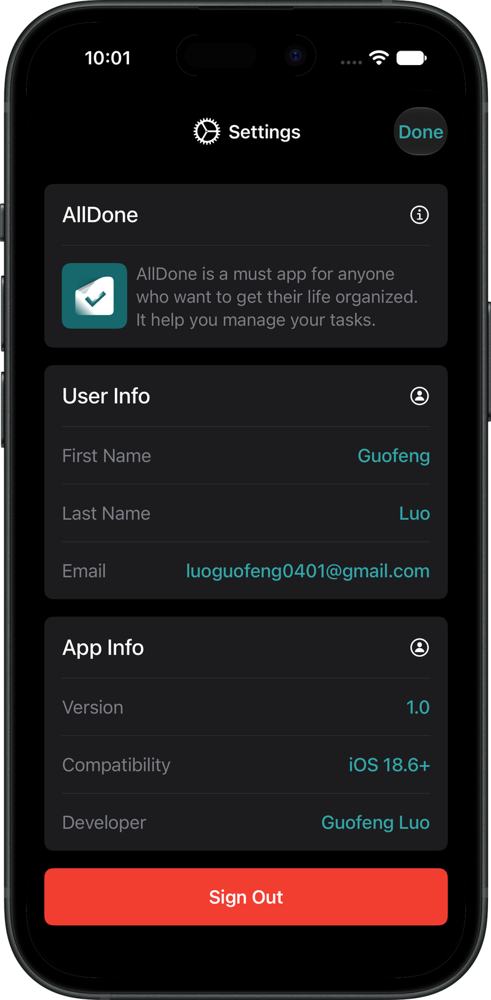 10:01
Settings
Done
AllDone
AllDone is a must app for anyone
who want to get their life organized.
It help you manage your tasks.
User Info
First Name Guofeng
Last Name Luo
Email luoguofeng0401@gmail.com
App Info
Version 1.0
Compatibility iOS 18.6+
Developer Guofeng Luo
Sign Out